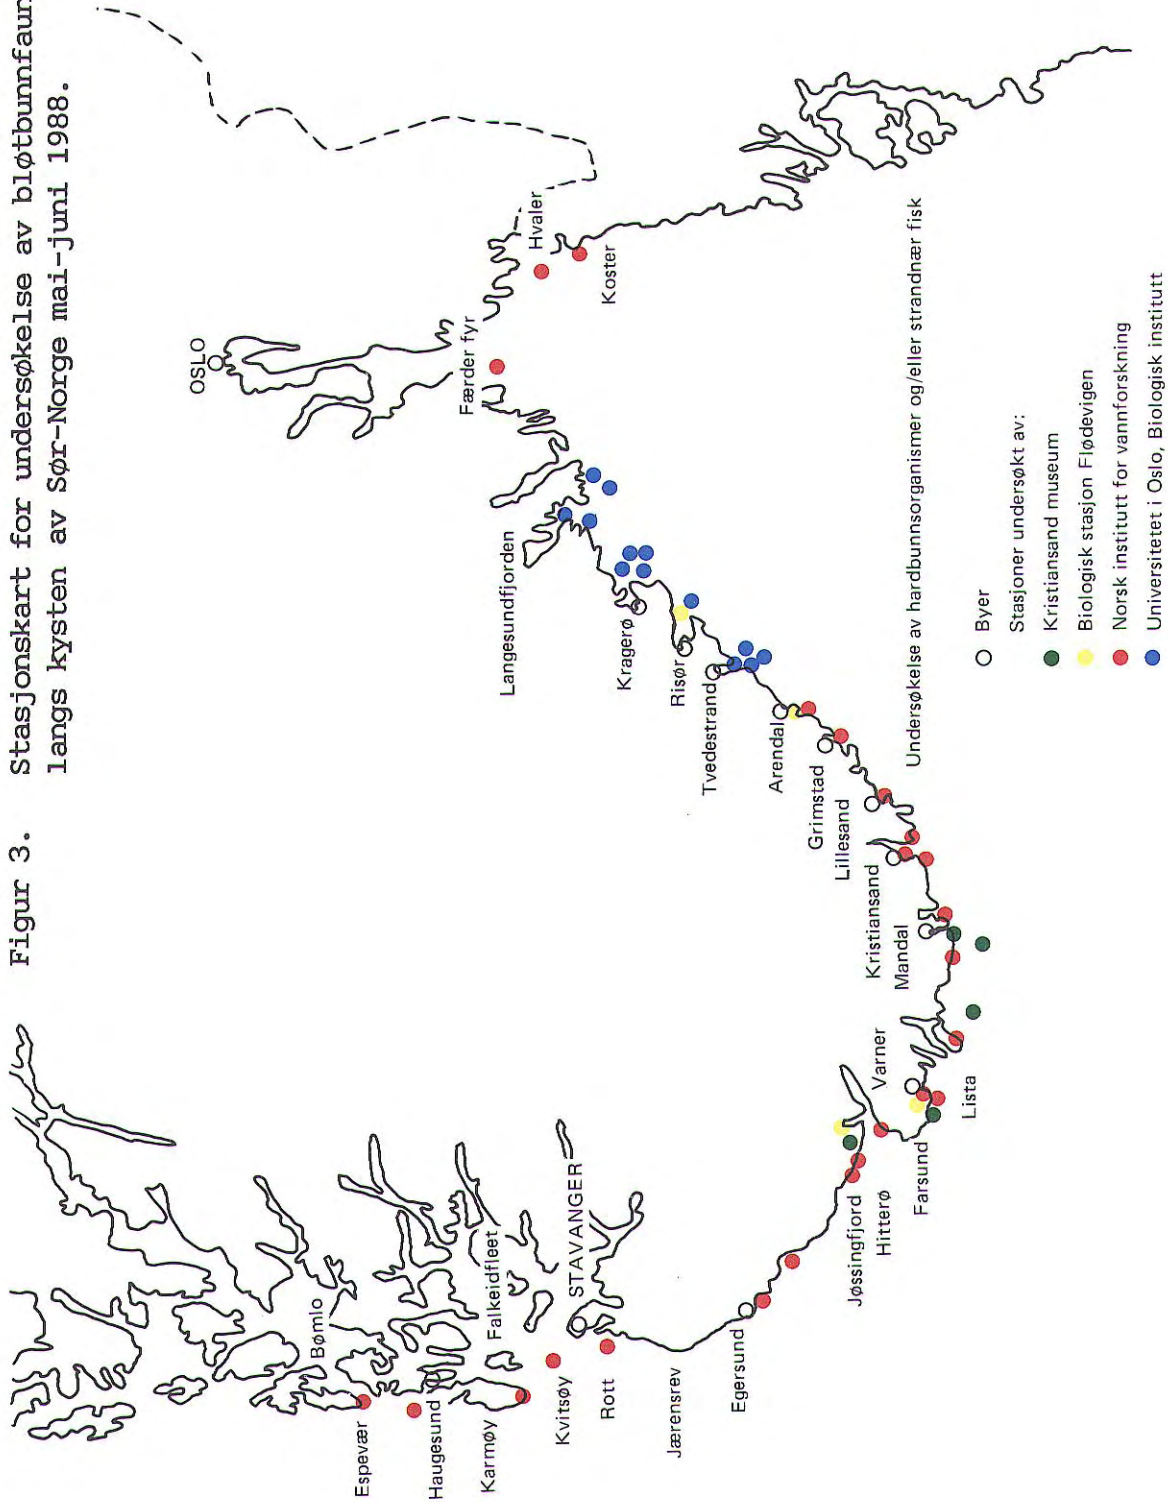 Figur 3. Stasjonskart for undersøkelse av bløtbunnfaun
langs kysten av Sør-Norge mai-juni 1988.
OSLO
Færder fyr
Hvaler
Koster
Langesundfjorden
Kragerø
Risør
Tvedestrand
Arendal
Grimstad
Lillesand
Kristiansand
Mandal
Varner
Lista
Farsund
Hitterø
Jøssingfjord
Egersund
Jærensrev
Rott
Kvitsøy
STAVANGER
Falkeidfleet
Karmøy
Haugesund
Bømlo
Espevær
Undersøkelse av hardbunnsorganismer og/eller strandnær fisk
Byer
Stasjoner undersøkt av:
Kristiansand museum
Biologisk stasjon Flødevigen
Norsk institutt for vannforskning
Universitetet i Oslo, Biologisk institutt